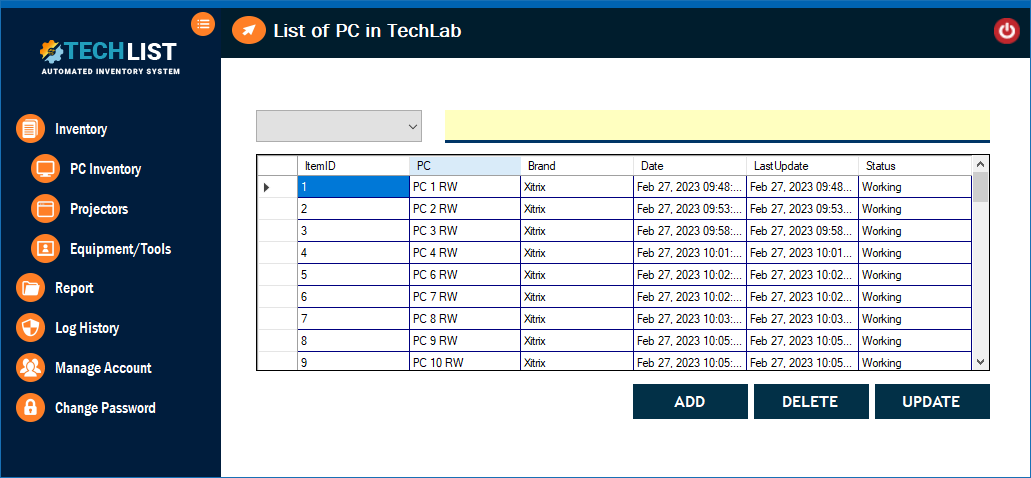 List of PC in TechLab
TECHLIST
AUTOMATED INVENTORY SYSTEM
Inventory
PC Inventory
Projectors
Equipment/Tools
Report
Log History
Manage Account
Change Password
ItemID PC Brand Date LastUpdate Status
1 PC 1 RW Xitrix Feb 27, 2023 09:48:... Feb 27, 2023 09:48... Working
2 PC 2 RW Xitrix Feb 27, 2023 09:53:... Feb 27, 2023 09:53... Working
3 PC 3 RW Xitrix Feb 27, 2023 09:58:... Feb 27, 2023 09:58... Working
4 PC 4 RW Xitrix Feb 27, 2023 10:01:... Feb 27, 2023 10:01... Working
5 PC 6 RW Xitrix Feb 27, 2023 10:02:... Feb 27, 2023 10:02... Working
6 PC 7 RW Xitrix Feb 27, 2023 10:02:... Feb 27, 2023 10:02... Working
7 PC 8 RW Xitrix Feb 27, 2023 10:03:... Feb 27, 2023 10:03... Working
8 PC 9 RW Xitrix Feb 27, 2023 10:05:... Feb 27, 2023 10:05... Working
9 PC 10 RW Xitrix Feb 27, 2023 10:05:... Feb 27, 2023 10:05... Working
ADD DELETE UPDATE